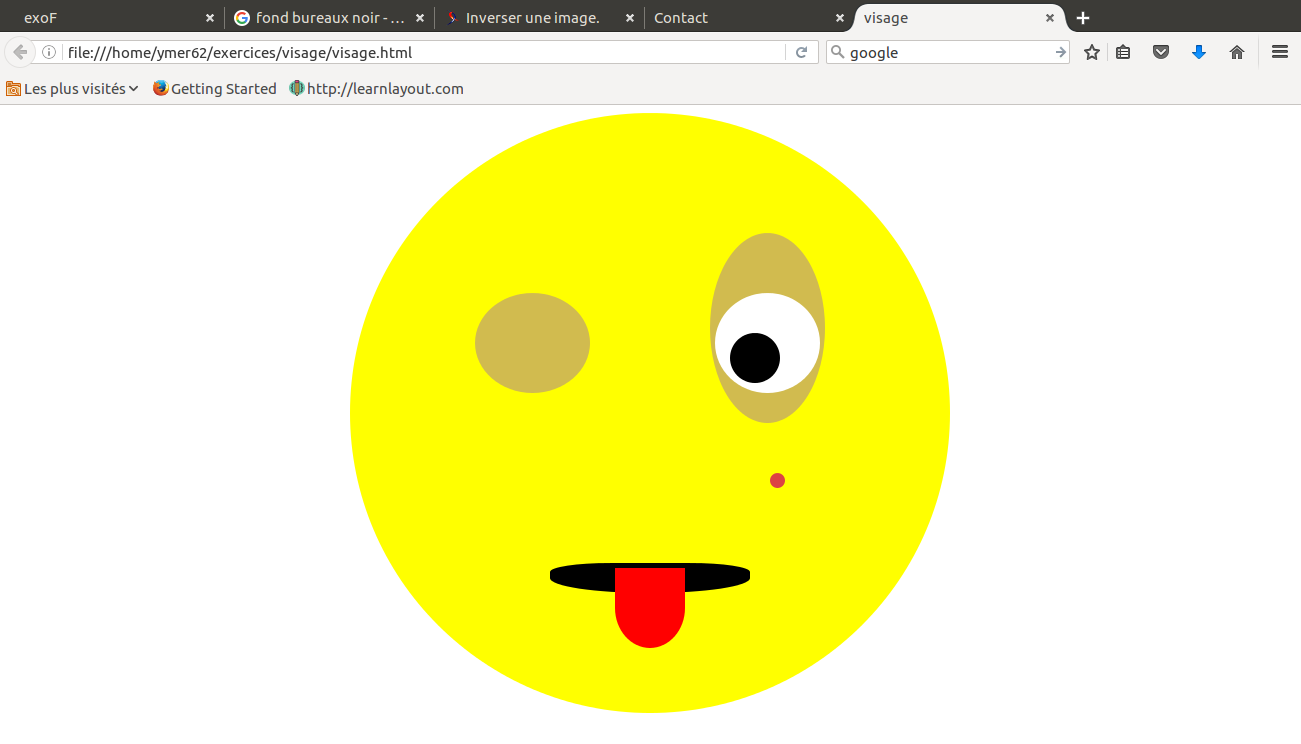 exoF
fond bureaux noir - ...
Inverser une image.
Contact
visage
file:///home/ymer62/exercices/visage/visage.html
google
Les plus visités
Getting Started
http://learnlayout.com